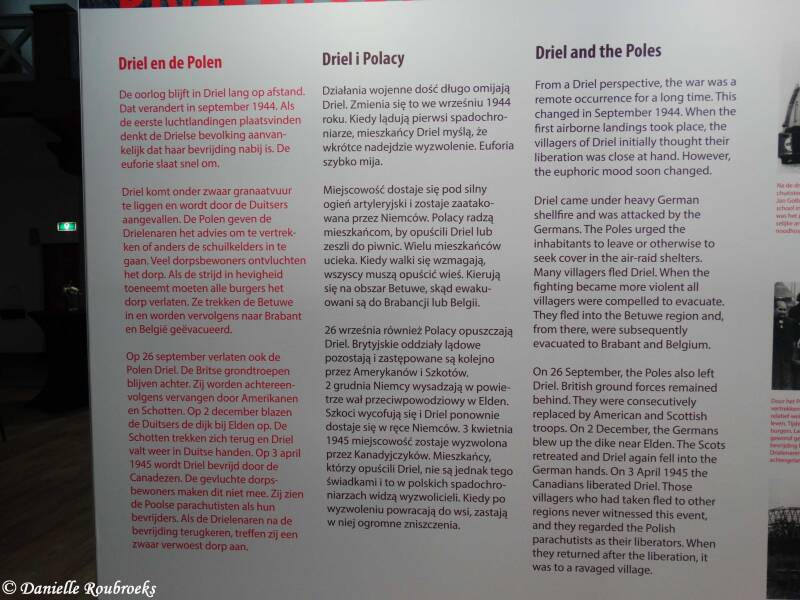 Driel en de Polen
De oorlog blijft in Driel lang op afstand.
Dat verandert in september 1944. Als
de eerste luchtlandingen plaatsvinden
denkt de Drielse bevolking aanvan-
kelijk dat haar bevrijding nabij is. De
euforie slaat snel om.
Driel komt onder zwaar granaatvuur
te liggen en wordt door de Duitsers
aangevallen. De Polen geven de
Drielenaren het advies om te vertrek-
ken of anders de schuilkelders in te
gaan. Veel dorpsbewoners ontvluchten
het dorp. Als de strijd in hevigheid
toeneemt moeten alle burgers het
dorp verlaten. Ze trekken de Betuwe
in en worden vervolgens naar Brabant
en België geëvacueerd.
Op 26 september verlaten ook de
Polen Driel. De Britse grondtroepen
blijven achter. Zij worden achtereen-
volgens vervangen door Amerikanen
en Schotten. Op 2 december blazen
de Duitsers de dijk bij Elden op. De
Schotten trekken zich terug en Driel
valt weer in Duitse handen. Op 3 april
1945 wordt Driel bevrijd door de
Canadezen. De gevluchte dorps-
bewoners maken dit niet mee. Zij zien
de Poolse parachutisten als hun
bevrijders. Als de Drielenaren na de
bevrijding terugkeren, treffen zij een
zwaar verwoest dorp aan.
Driel i Polacy
Działania wojenne dość długo omijają
Driel. Zmienia się to we wrześniu 1944
roku. Kiedy lądują pierwsi spadochro-
niarze, mieszkańcy Driel myślą, że
wkrótce nadejdzie wyzwolenie. Euforia
szybko mija.
Miejscowość dostaje się pod silny
ogień artyleryjski i zostaje zaatako-
wana przez Niemców. Polacy radzą
mieszkańcom, by opuścili Driel lub
zeszli do piwnic. Wielu mieszkańców
ucieka. Kiedy walki się wzmagają,
wszyscy muszą opuścić wieś. Kierują
się na obszar Betuwe, skąd ewaku-
owani są do Brabancji lub Belgii.
26 września również Polacy opuszczają
Driel. Brytyjskie oddziały lądowe
pozostają i zastępowane są kolejno
przez Amerykanów i Szkotów.
2 grudnia Niemcy wysadzają w powie-
trze wał przeciwpowodziowy w Elden.
Szkoci wycofują się i Driel ponownie
dostaje się w ręce Niemców. 3 kwietnia
1945 miejscowość zostaje wyzwolona
przez Kanadyjczyków. Mieszkańcy,
którzy opuścili Driel, nie są jednak tego
świadkami i to w polskich spadochro-
niarzach widzą wyzwolicieli. Kiedy po
wyzwoleniu powracają do wsi, zastają
w niej ogromne zniszczenia.
Driel and the Poles
From a Driel perspective, the war was a
remote occurrence for a long time. This
changed in September 1944. When the
first airborne landings took place, the
villagers of Driel initially thought their
liberation was close at hand. However,
the euphoric mood soon changed.
Driel came under heavy German
shellfire and was attacked by the
Germans. The Poles urged the
inhabitants to leave or otherwise to
seek cover in the air-raid shelters.
Many villagers fled Driel. When the
fighting became more violent all
villagers were compelled to evacuate.
They fled into the Betuwe region and,
from there, were subsequently
evacuated to Brabant and Belgium.
On 26 September, the Poles also left
Driel. British ground forces remained
behind. They were consecutively
replaced by American and Scottish
troops. On 2 December, the Germans
blew up the dike near Elden. The Scots
retreated and Driel again fell into the
German hands. On 3 April 1945 the
Canadians liberated Driel. Those
villagers who had taken fled to other
regions never witnessed this event,
and they regarded the Polish
parachutists as their liberators. When
they returned after the liberation, it
was to a ravaged village.
© Danielle Roubroeks